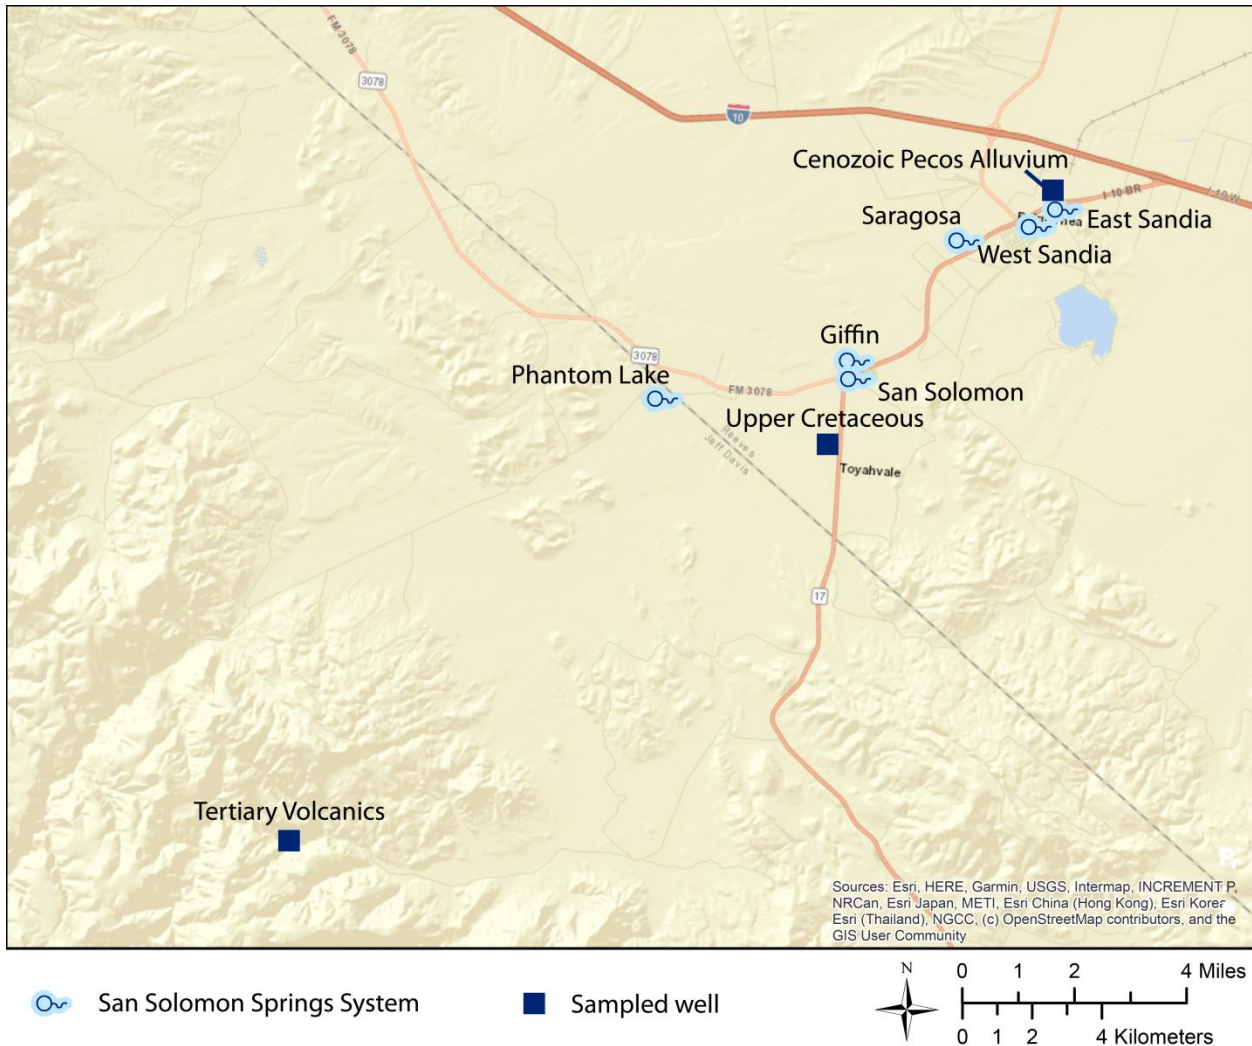 FM 3078
3078
10
Cenozoic Pecos Alluvium
I-10-W
I-10 BR
Saragosa
East Sandia
West Sandia
Giffin
3078
Phantom Lake
FM 3078
San Solomon
Upper Cretaceous
Reeves
Jeff Davis
Toyahvale
17
Tertiary Volcanics
Sources: Esri, HERE, Garmin, USGS, Intermap, INCREMENT P,
NRCan, Esri Japan, METI, Esri China (Hong Kong), Esri Korea
Esri (Thailand), NGCC, (c) OpenStreetMap contributors, and the
GIS User Community
San Solomon Springs System
Sampled well
N
0 1 2 4 Miles
0 1 2 4 Kilometers